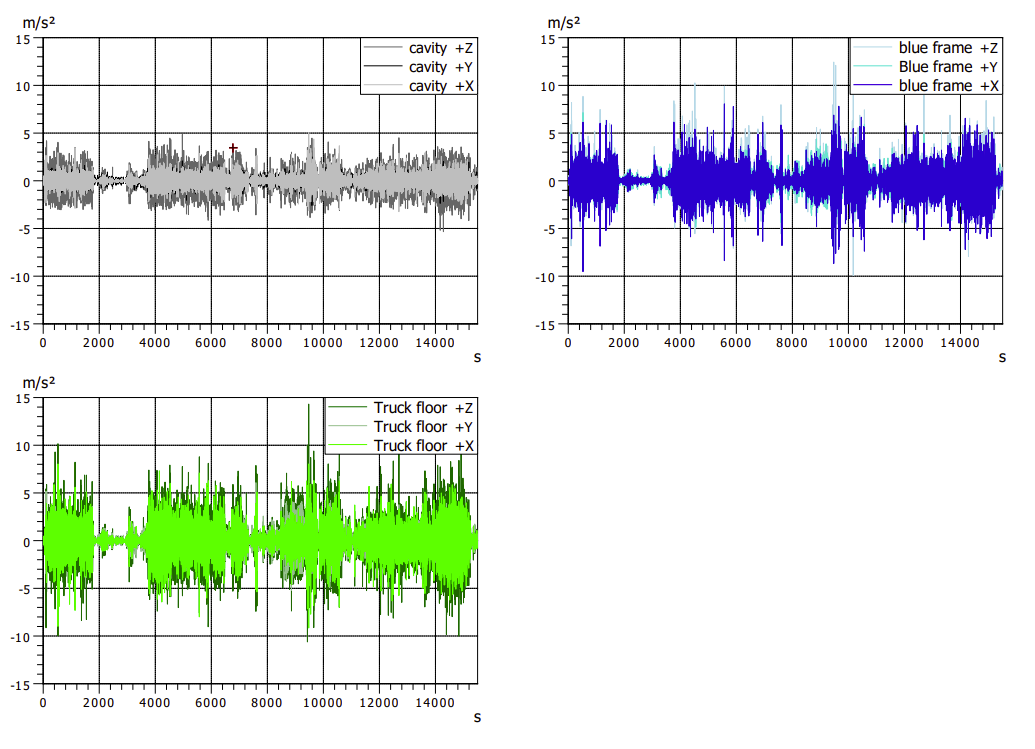 m/s²
15
10
5
0
-5
-10
-15
cavity +Z
cavity +Y
cavity +X
0 2000 4000 6000 8000 10000 12000 14000
s
m/s²
15
10
5
0
-5
-10
-15
blue frame +Z
Blue frame +Y
blue frame +X
0 2000 4000 6000 8000 10000 12000 14000
s
m/s²
15
10
5
0
-5
-10
-15
Truck floor +Z
Truck floor +Y
Truck floor +X
0 2000 4000 6000 8000 10000 12000 14000
s